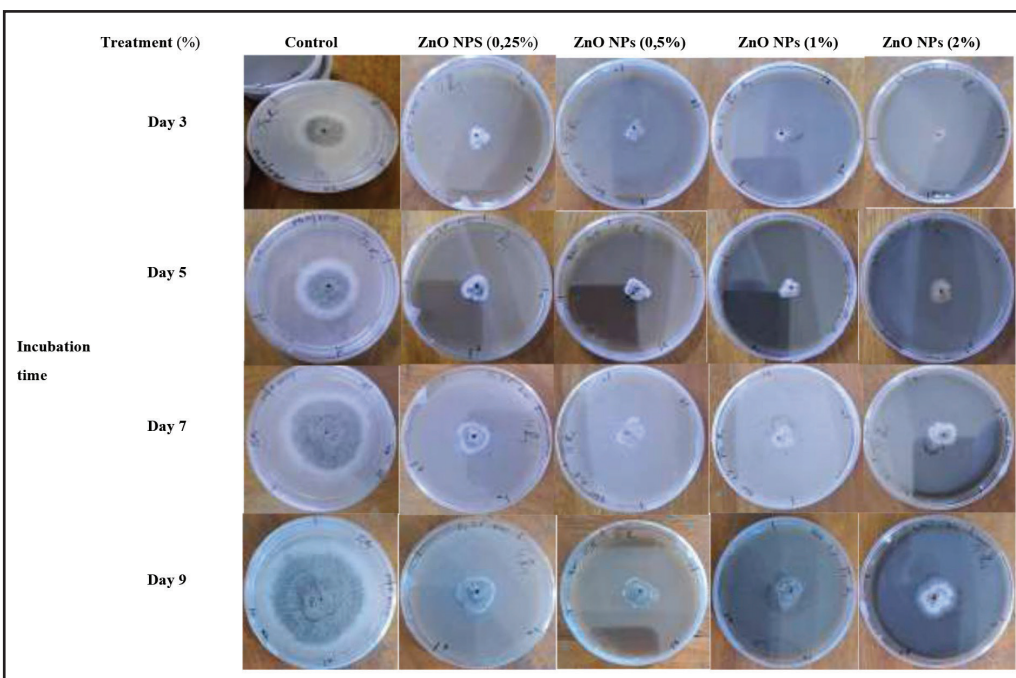 Treatment (%) Control ZnO NPS (0,25%) ZnO NPs (0,5%) ZnO NPs (1%) ZnO NPs (2%)
Day 3
Day 5
Incubation
time
Day 7
Day 9